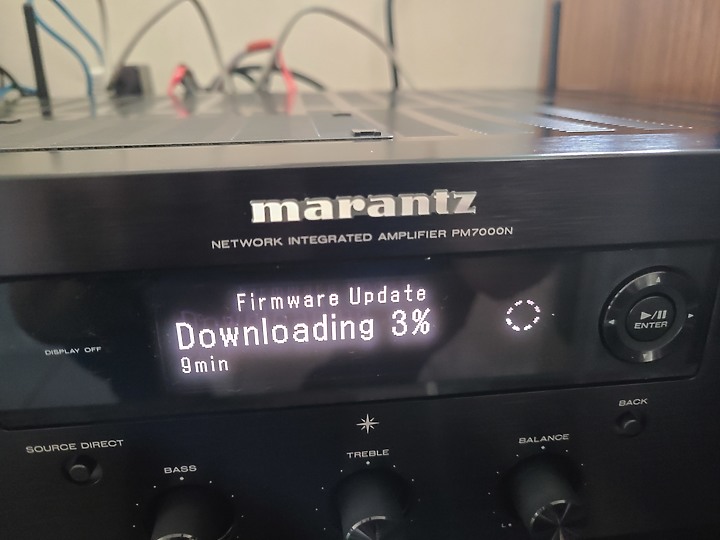 marantz
NETWORK INTEGRATED AMPLIFIER PM7000N
Firmware Update
Downloading 3%
9min
DISPLAY OFF
ENTER
BACK
SOURCE DIRECT
BASS
TREBLE
BALANCE
L